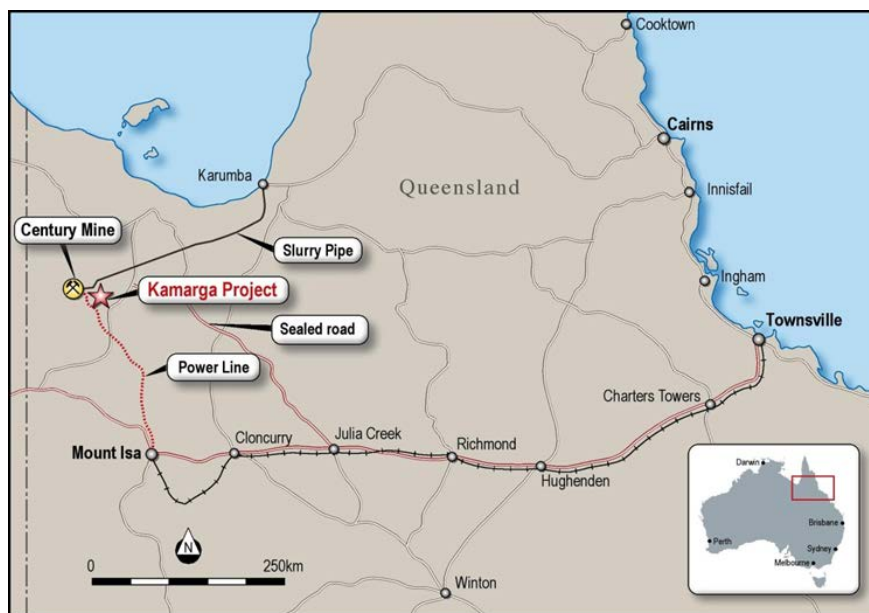 Cooktown
Cairns
Karumba
Queensland
Innisfail
Century Mine
Slurry Pipe
Ingham
Kamarga Project
Sealed road
Townsville
Power Line
Charters Towers
Mount Isa
Cloncurry
Julia Creek
Richmond
Hughenden
N
0 250km
Winton
Darwin
Brisbane
Perth
Sydney
Melbourne